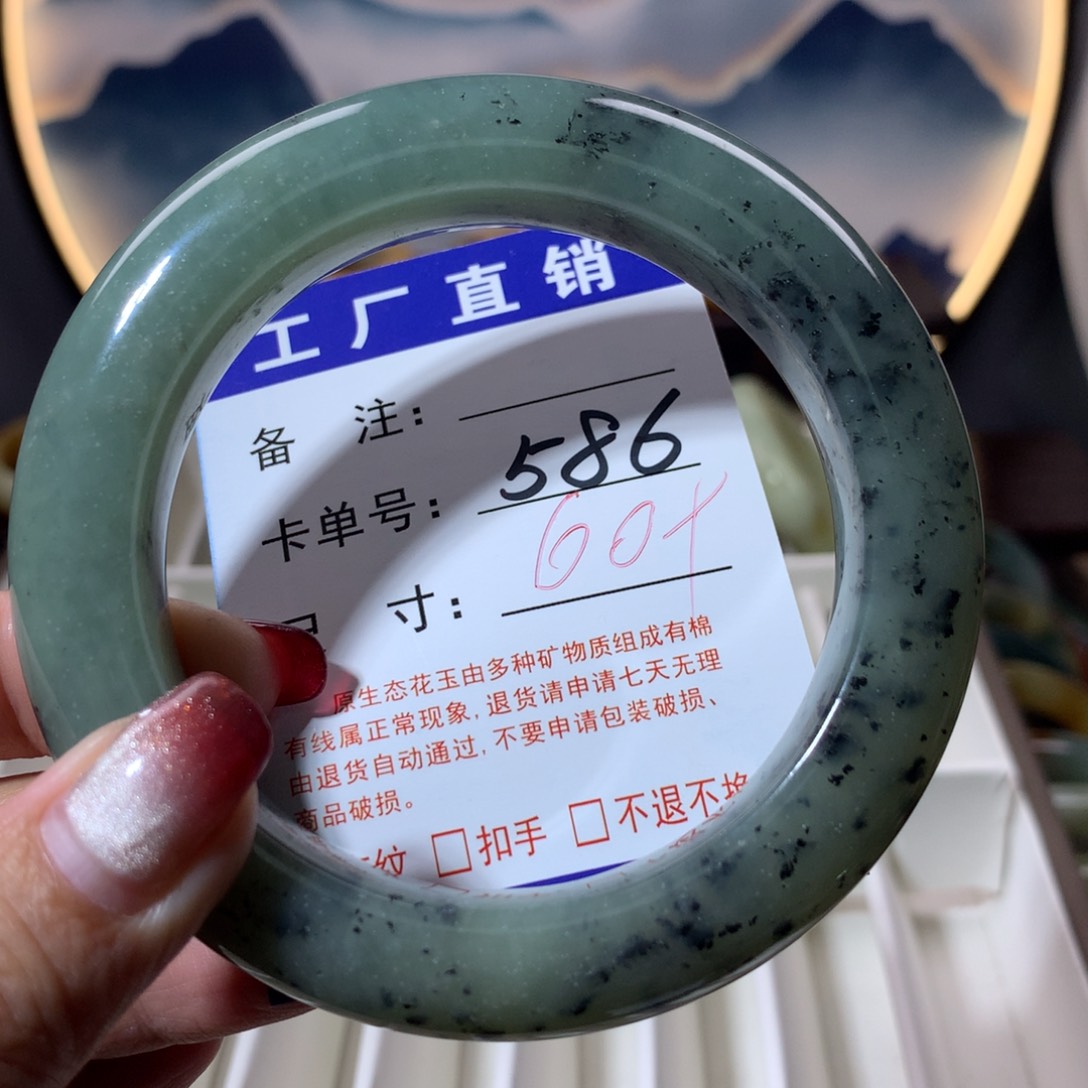 工厂直销
备 注：
卡单号： 586
寸： 60+
原生态花玉由多种矿物质组成有棉
有线属正常现象，退货请申请七天无理
由退货自动通过，不要申请包装破损、
商品破损。
纹 □扣手 □不退不换